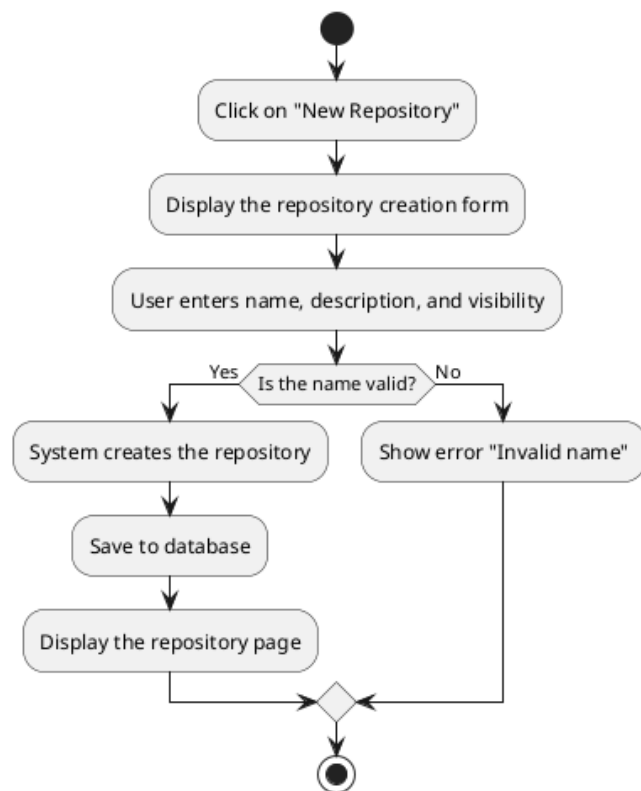 Click on "New Repository"
Display the repository creation form
User enters name, description, and visibility
Yes
Is the name valid?
No
System creates the repository
Show error "Invalid name"
Save to database
Display the repository page